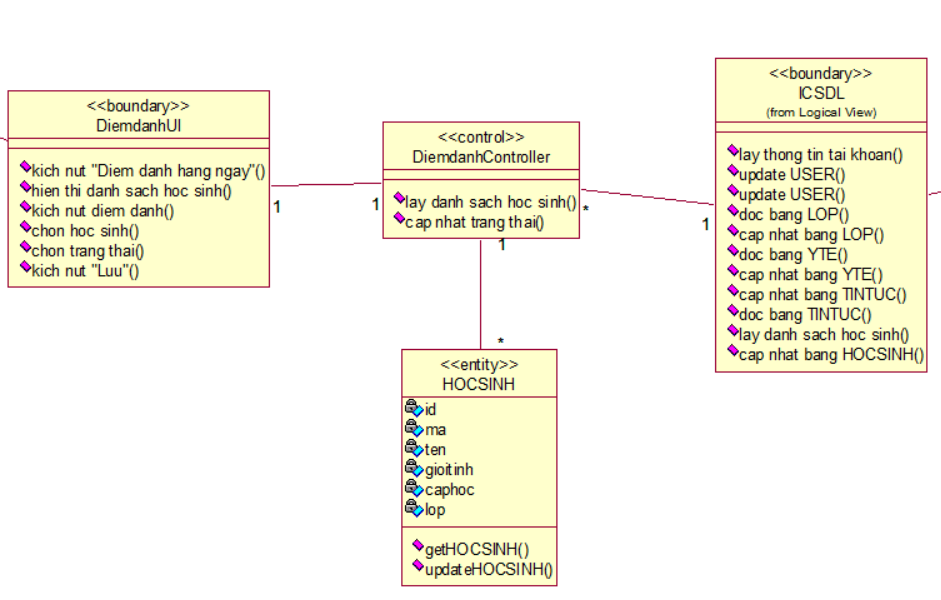 <<boundary>>
DiemdanhUI
kich nut "Diem danh hang ngay"()
hien thi danh sach hoc sinh()
kich nut diem danh()
chon hoc sinh()
chon trang thai()
kich nut "Luu"()
1
1
<<control>>
DiemdanhController
lay danh sach hoc sinh()
cap nhat trang thai()
*
1
1
*
<<boundary>>
ICSDL
(from Logical View)
lay thong tin tai khoan()
update USER()
update USER()
doc bang LOP()
cap nhat bang LOP()
doc bang YTE()
cap nhat bang YTE()
cap nhat bang TINTUC()
doc bang TINTUC()
lay danh sach hoc sinh()
cap nhat bang HOCSINH()
<<entity>>
HOCSINH
id
ma
ten
gioitinh
caphoc
lop
getHOCSINH()
updateHOCSINH()